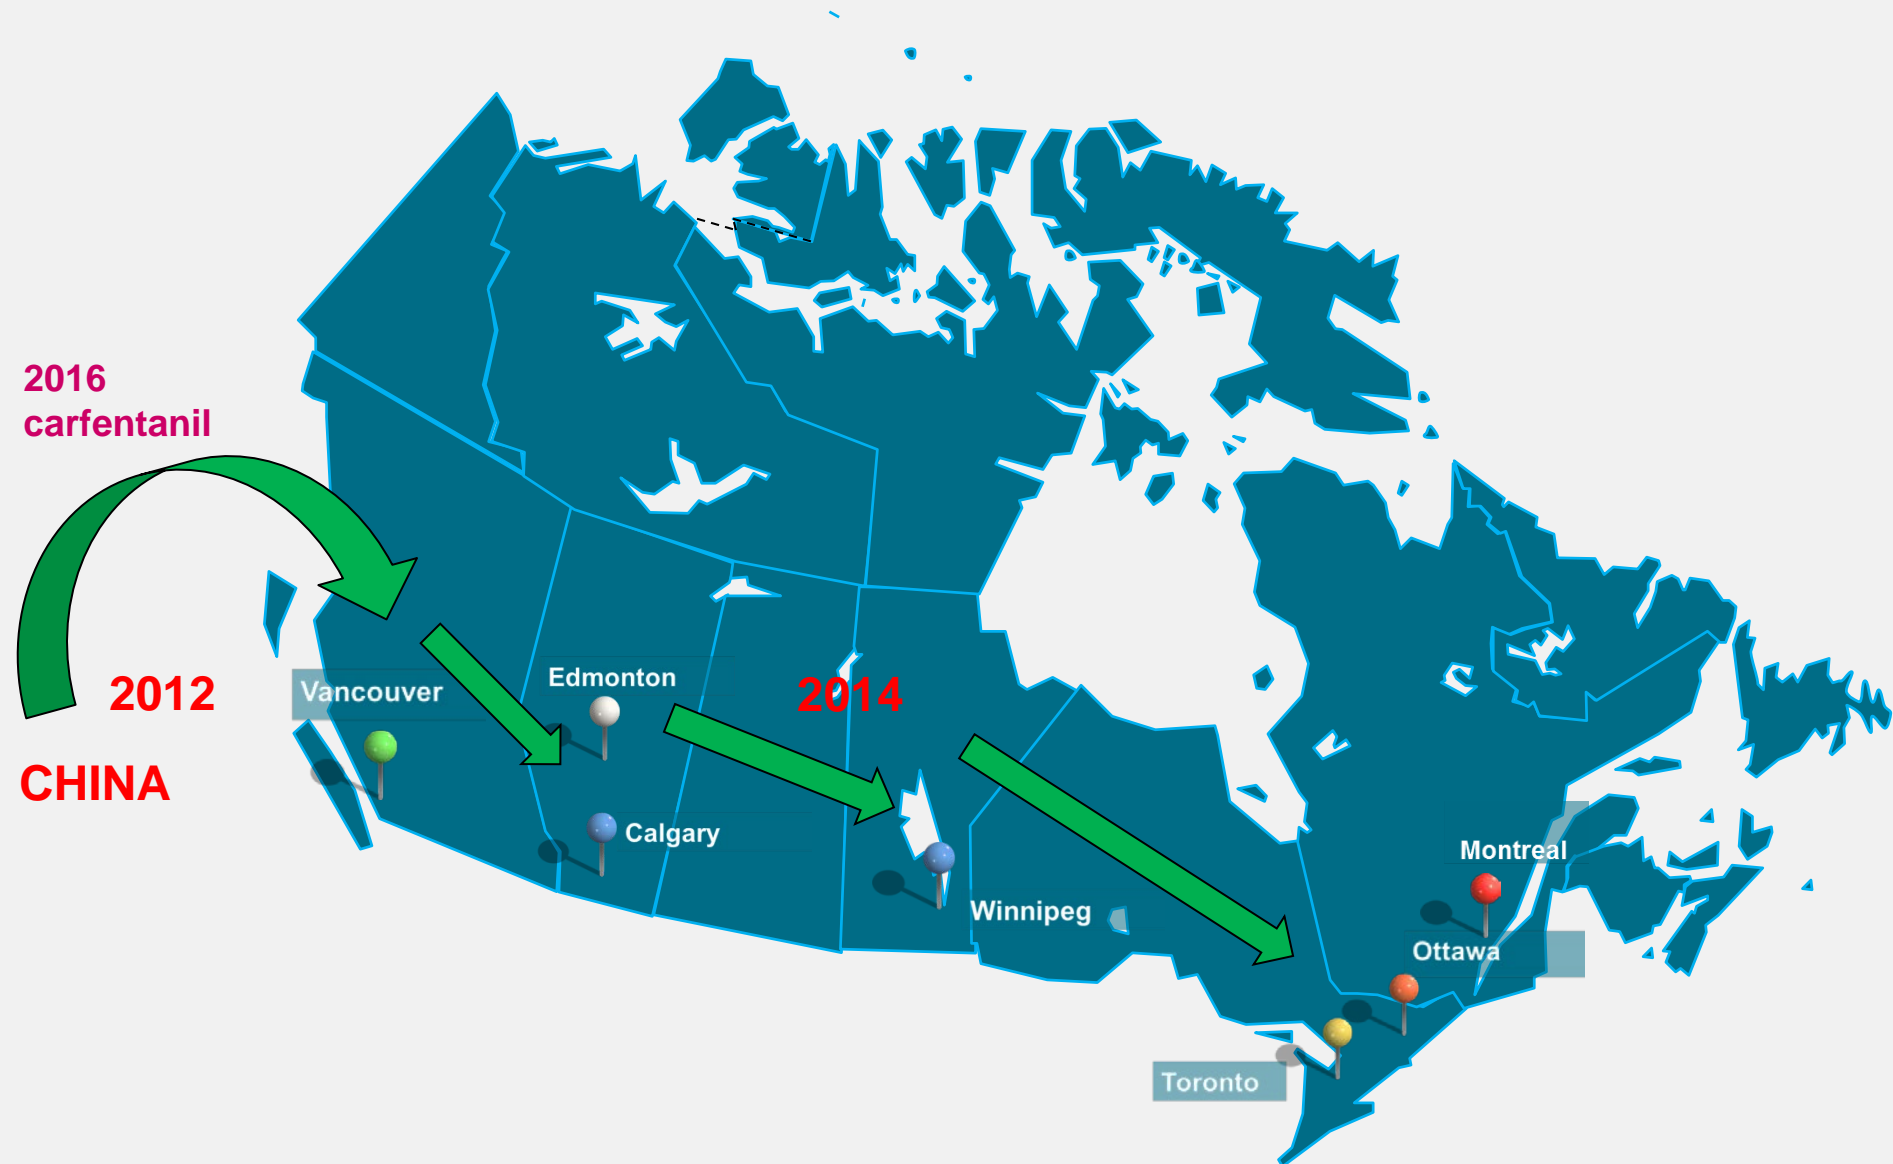 2016
carfentanil
2012
CHINA
Vancouver
Edmonton
2014
Calgary
Winnipeg
Montreal
Ottawa
Toronto